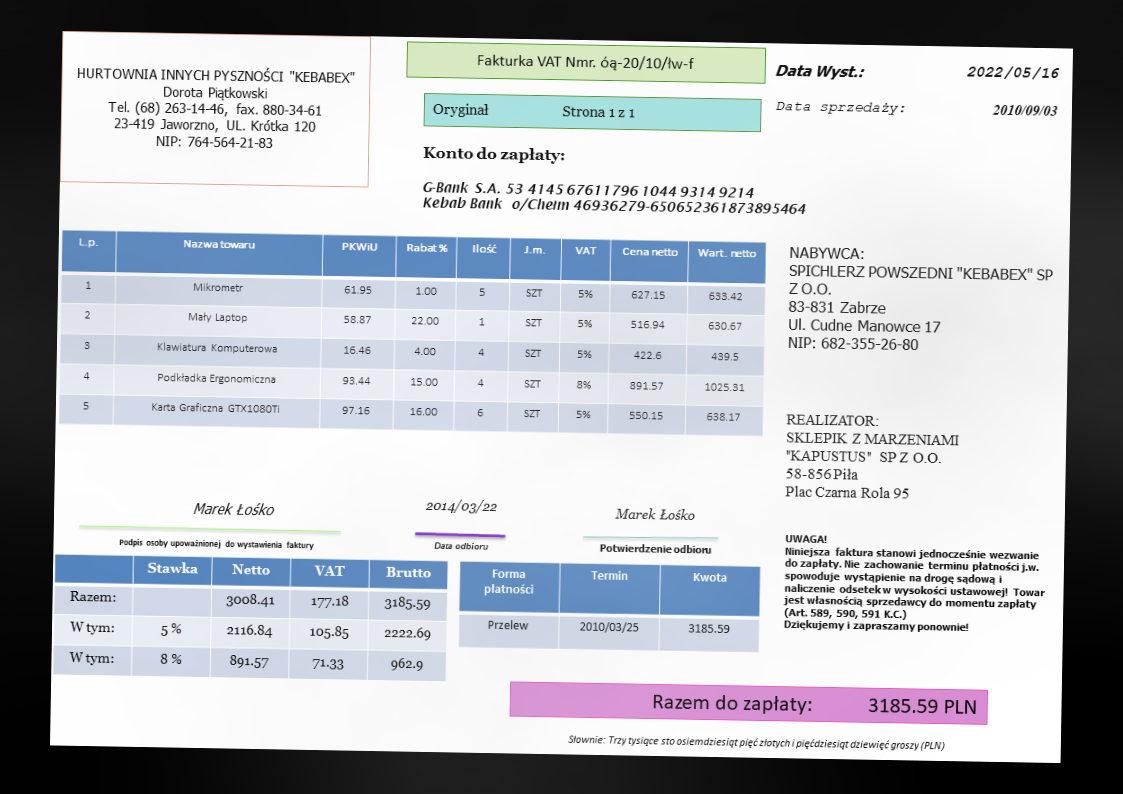 HURTOWNIA INNYCH PYSZNOŚCI "KEBABEX"
Dorota Piątkowski
Tel. (68) 263-14-46, fax. 880-34-61
23-419 Jaworzno, UL. Krótka 120
NIP: 764-564-21-83
Fakturka VAT Nmr. óą-20/10/łw-f
Oryginał Strona 1 z 1
Data Wyst.: 2022/05/16
Data sprzedaży: 2010/09/03
Konto do zapłaty:
G-Bank S.A. 53 4145 67611796 1044 9314 9214
Kebab Bank o/Chełm 46936279-650652361873895464
L.p. Nazwa towaru PKWiU Rabat % Ilość J.m. VAT Cena netto Wart. netto
1 Mikrometr 61.95 1.00 5 SZT 5% 627.15 633.42
2 Mały Laptop 58.87 22.00 1 SZT 5% 516.94 630.67
3 Klawiatura Komputerowa 16.46 4.00 4 SZT 5% 422.6 439.5
4 Podkładka Ergonomiczna 93.44 15.00 4 SZT 8% 891.57 1025.31
5 Karta Graficzna GTX1080Ti 97.16 16.00 6 SZT 5% 550.15 638.17
NABYWCA:
SPICHLERZ POWSZEDNI "KEBABEX" SP
Z O.O.
83-831 Zabrze
Ul. Cudne Manowce 17
NIP: 682-355-26-80
REALIZATOR:
SKLEPIK Z MARZENIAMI
"KAPUSTUS" SP Z O.O.
58-856 Piła
Plac Czarna Rola 95
Marek Łośko
Podpis osoby upoważnionej do wystawienia faktury
2014/03/22
Data odbioru
Marek Łośko
Potwierdzenie odbioru
Stawka Netto VAT Brutto
Razem: 3008.41 177.18 3185.59
W tym: 5 % 2116.84 105.85 2222.69
W tym: 8 % 891.57 71.33 962.9
Forma płatności Termin Kwota
Przelew 2010/03/25 3185.59
UWAGA!
Niniejsza faktura stanowi jednocześnie wezwanie
do zapłaty. Nie zachowanie terminu płatności j.w.
spowoduje wystąpienie na drogę sądową i
naliczenie odsetek w wysokości ustawowej! Towar
jest własnością sprzedawcy do momentu zapłaty
(Art. 589, 590, 591 K.C.)
Dziękujemy i zapraszamy ponownie!
Razem do zapłaty: 3185.59 PLN
Słownie: Trzy tysiące sto osiemdziesiąt pięć złotych i pięćdziesiąt dziewięć groszy (PLN)